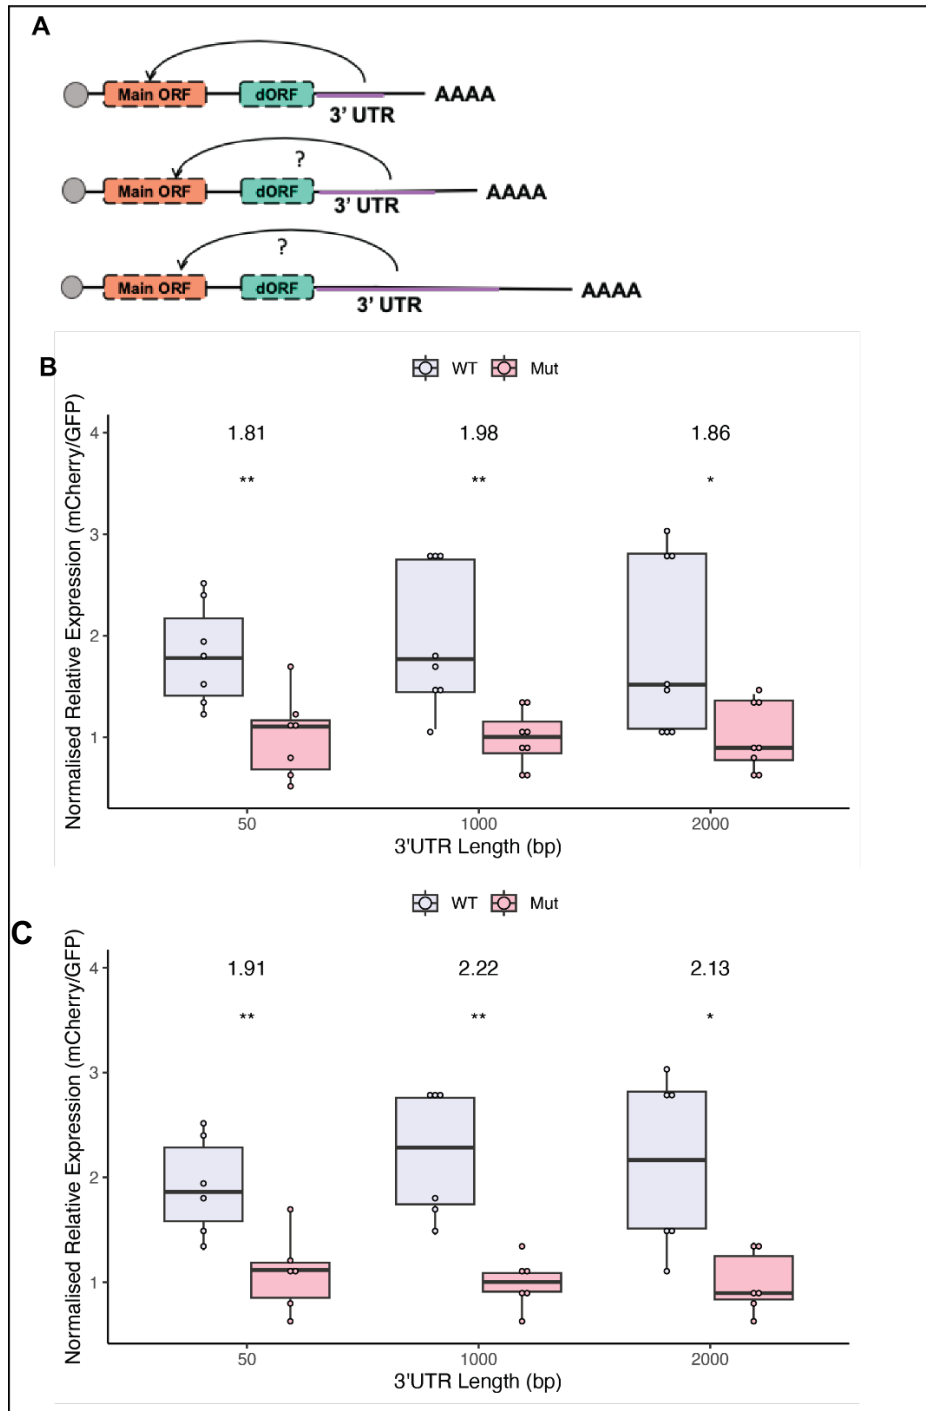 A
Main ORF dORF 3' UTR AAAA
?
Main ORF dORF 3' UTR AAAA
?
Main ORF dORF 3' UTR AAAA
B
WT Mut
Normalised Relative Expression (mCherry/GFP)
4
3
2
1
1.81 1.98 1.86
** ** *
50 1000 2000
3'UTR Length (bp)
C
WT Mut
Normalised Relative Expression (mCherry/GFP)
4
3
2
1
1.91 2.22 2.13
** ** *
50 1000 2000
3'UTR Length (bp)